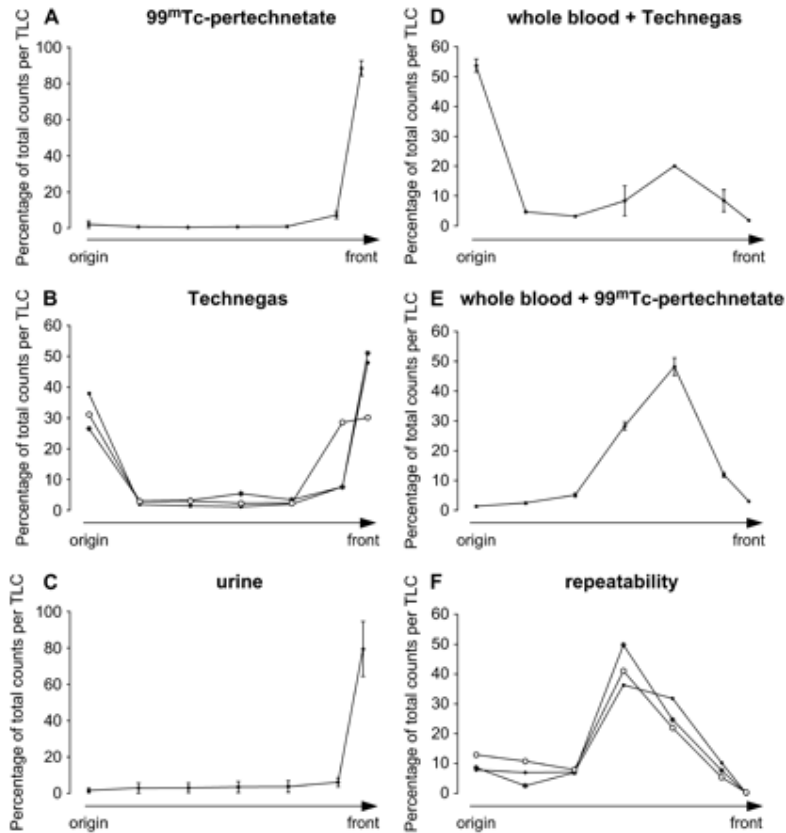 A 99ᵐTc-pertechnetate
Percentage of total counts per TLC
100
80
60
40
20
0
origin front
B Technegas
Percentage of total counts per TLC
60
50
40
30
20
10
0
origin front
C urine
Percentage of total counts per TLC
100
80
60
40
20
0
origin front
D whole blood + Technegas
Percentage of total counts per TLC
60
50
40
30
20
10
0
origin front
E whole blood + 99ᵐTc-pertechnetate
Percentage of total counts per TLC
60
50
40
30
20
10
0
origin front
F repeatability
Percentage of total counts per TLC
60
50
40
30
20
10
0
origin front